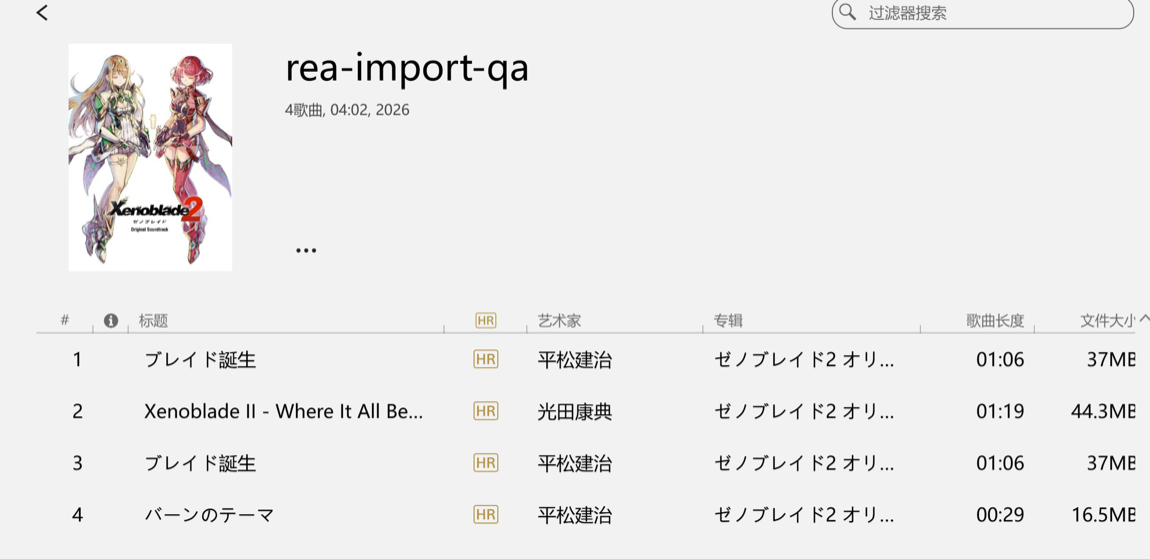 过滤器搜索
rea-import-qa
4歌曲, 04:02, 2026
Xenoblade2
ゼノブレイド
Original Soundtrack
...
# 标题 HR 艺术家 专辑 歌曲长度 文件大小
1 ブレイド誕生 HR 平松建治 ゼノブレイド2 オリ... 01:06 37MB
2 Xenoblade II - Where It All Be... HR 光田康典 ゼノブレイド2 オリ... 01:19 44.3MB
3 ブレイド誕生 HR 平松建治 ゼノブレイド2 オリ... 01:06 37MB
4 バーンのテーマ HR 平松建治 ゼノブレイド2 オリ... 00:29 16.5MB